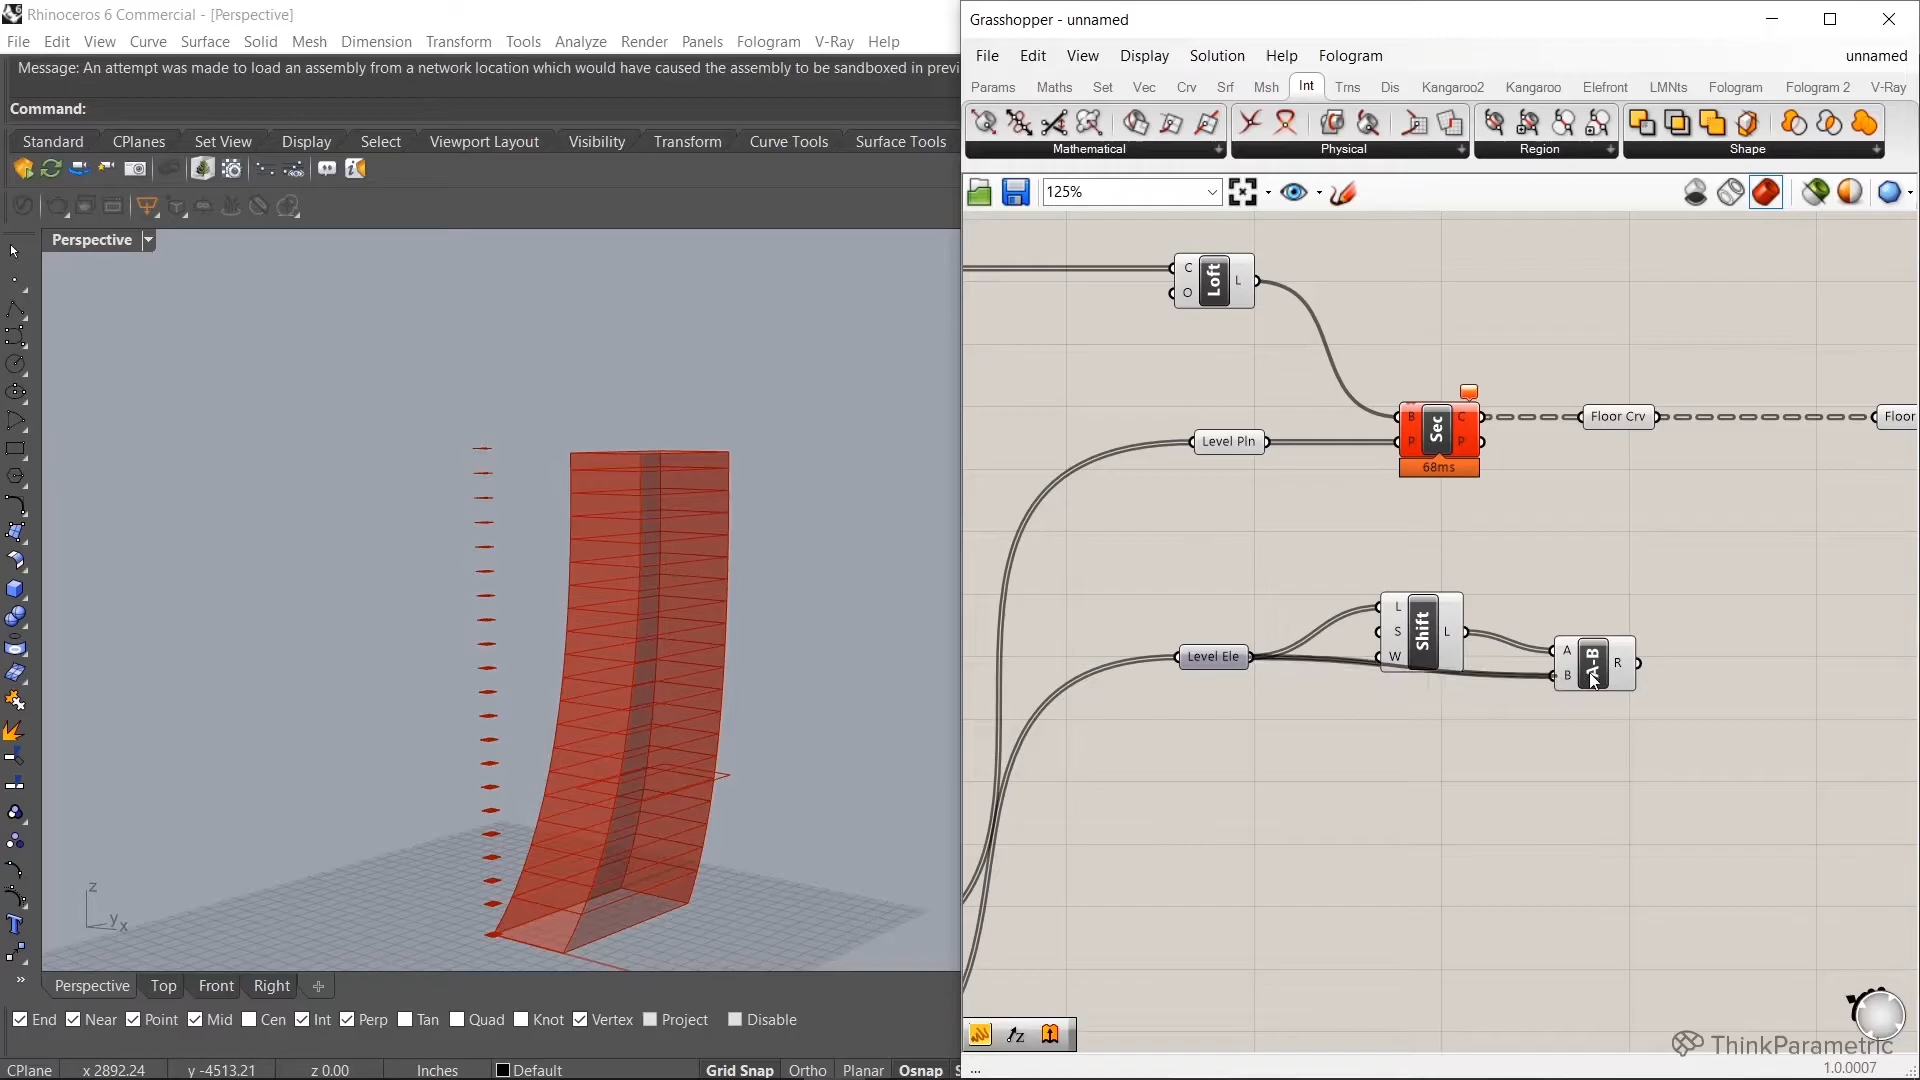 Rhinoceros 6 Commercial - [Perspective]
File Edit View Curve Surface Solid Mesh Dimension Transform Tools Analyze Render Panels Fologram V-Ray Help
Message: An attempt was made to load an assembly from a network location which would have caused the assembly to be sandboxed in previ
Command:
Standard CPlanes Set View Display Select Viewport Layout Visibility Transform Curve Tools Surface Tools
Perspective
z
y
x
Perspective Top Front Right
End Near Point Mid Cen Int Perp Tan Quad Knot Vertex Project Disable
CPlane x 2892.24 y -4513.21 z 0.00 Inches Default Grid Snap Ortho Planar Osnap S
Grasshopper - unnamed
File Edit View Display Solution Help Fologram unnamed
Params Maths Set Vec Crv Srf Msh Int Trns Dis Kangaroo2 Kangaroo Elefront LMNts Fologram Fologram 2 V-Ray
Mathematical Physical Region Shape
125%
C
O
Loft
L
Level Pln
B
P
Sec
C
P
68ms
Floor Crv
Floor
Level Ele
L
S
W
Shift
L
A
B
A-B
R
ThinkParametric
...
1.0.0007